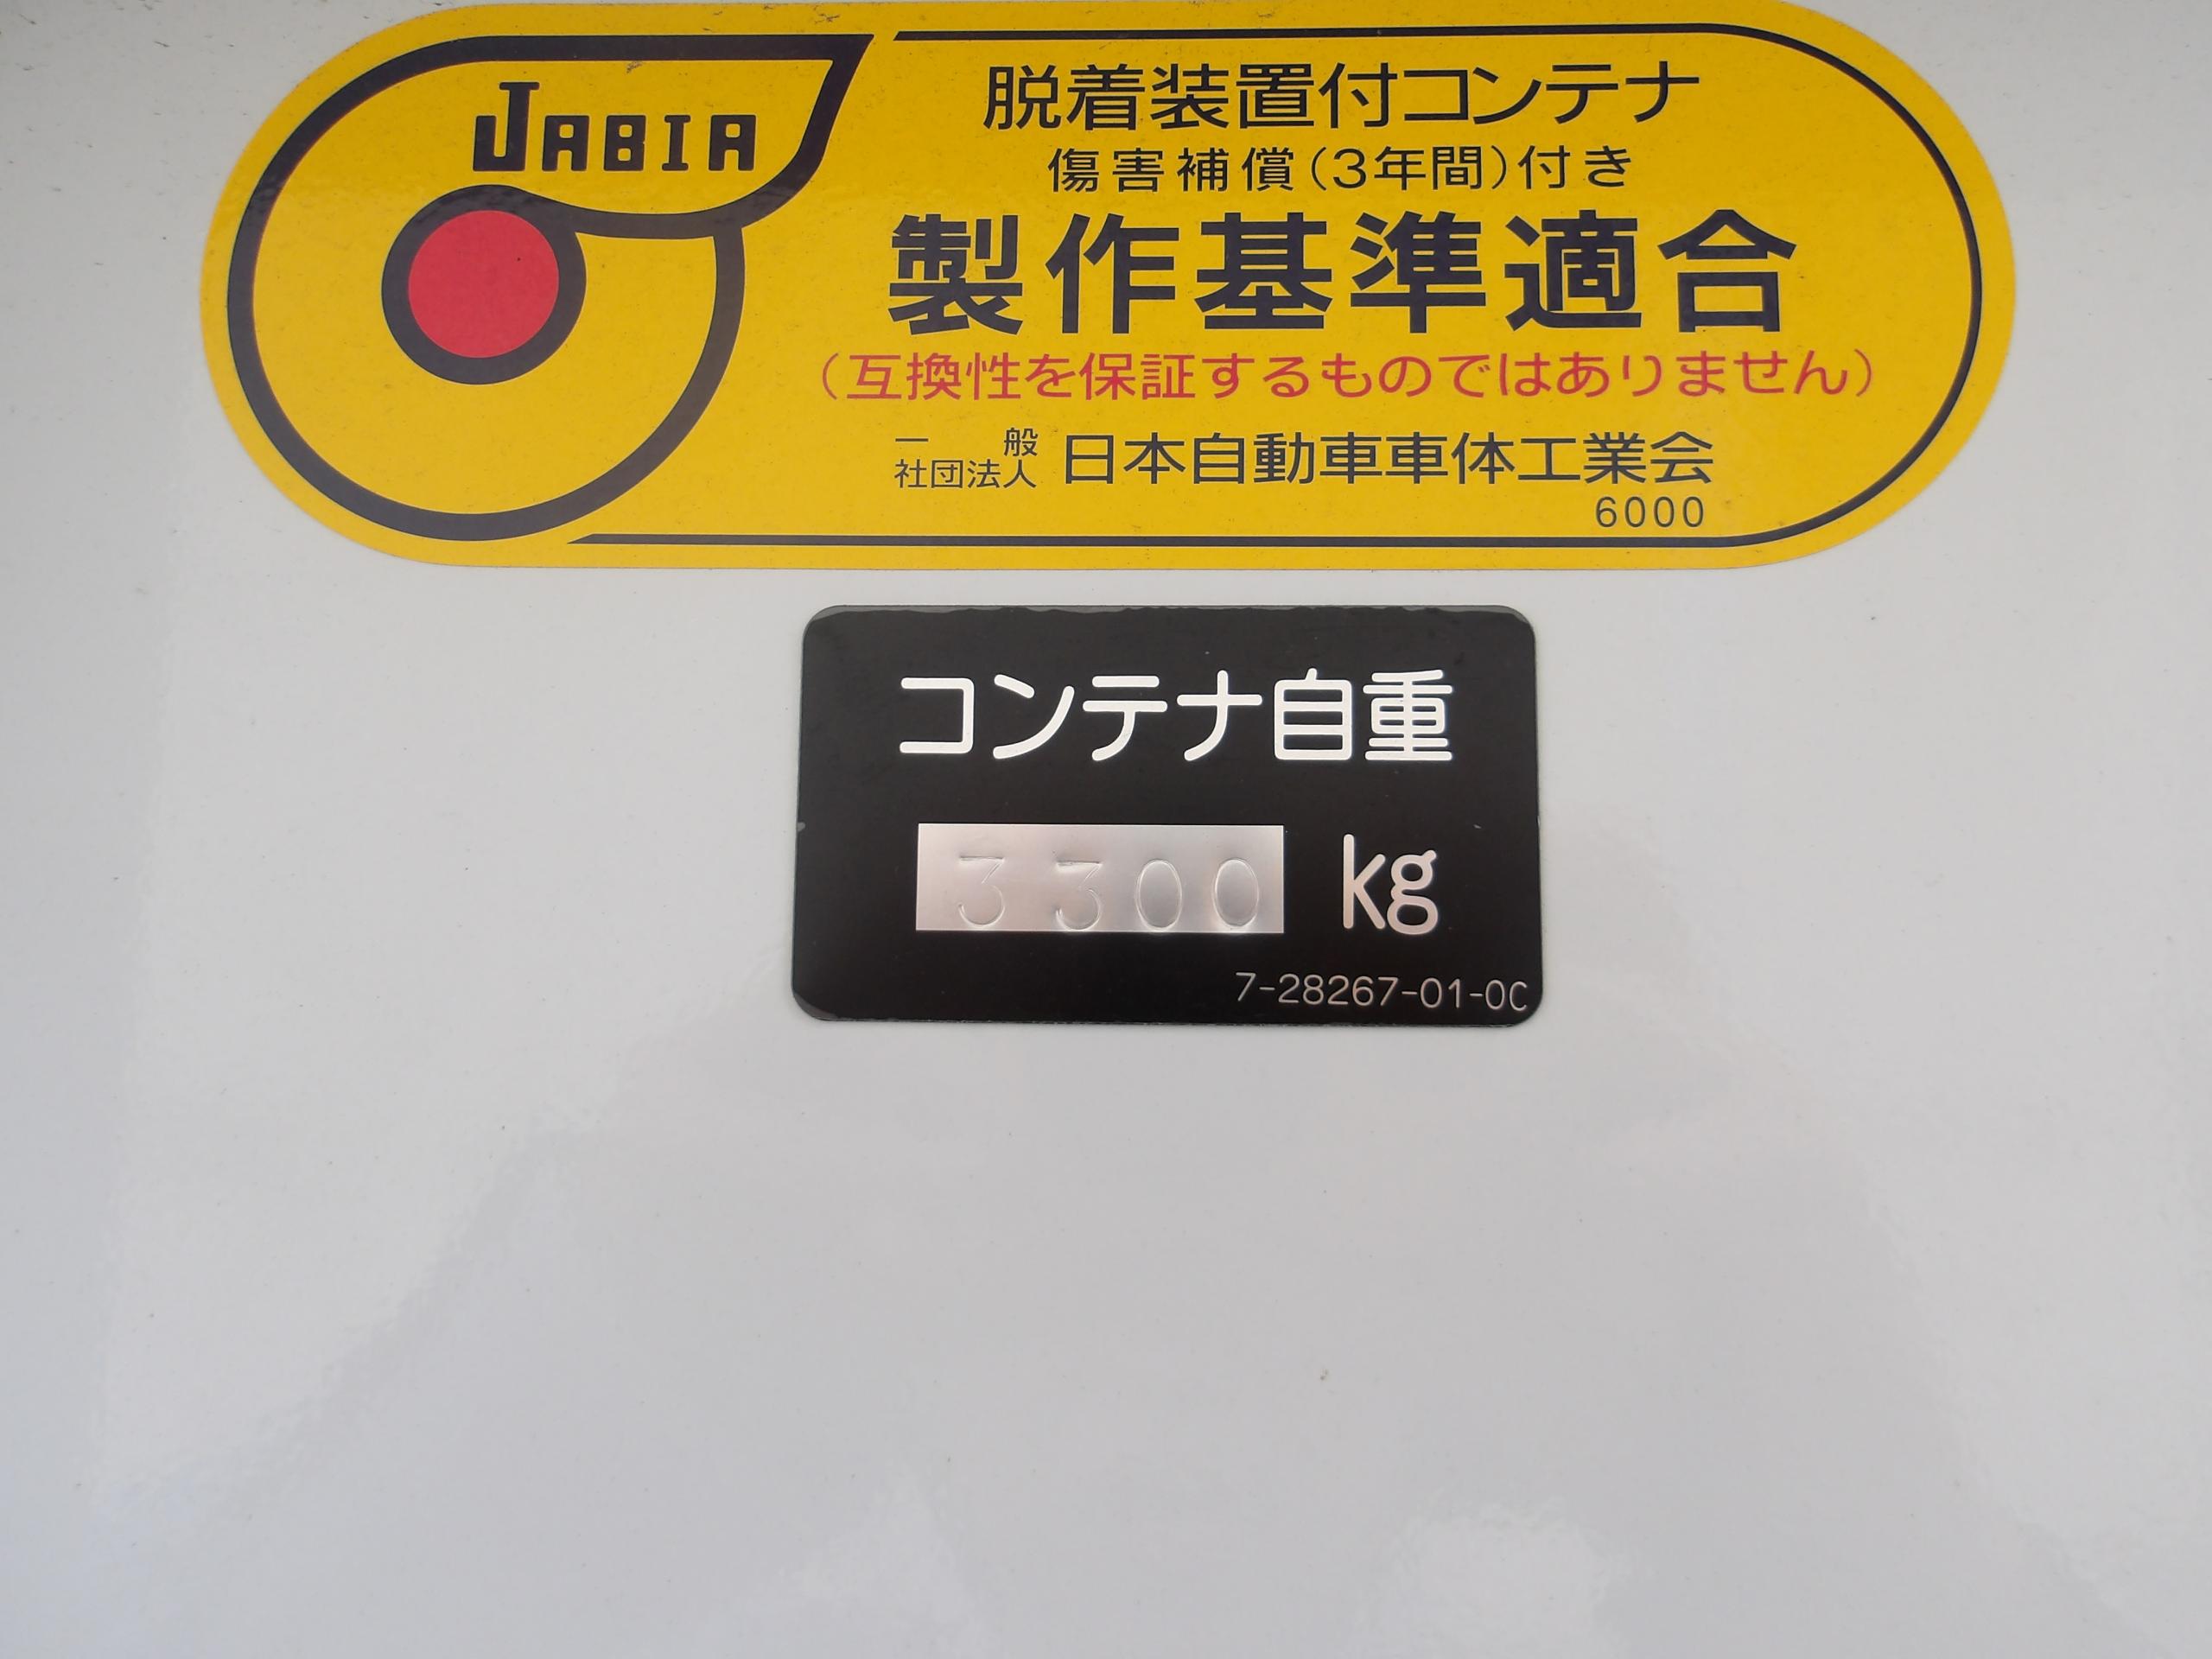 JABIA
脱着装置付コンテナ
傷害補償(3年間)付き
製作基準適合
(互換性を保証するものではありません)
一般社団法人 日本自動車車体工業会
6000
コンテナ自重
3300 kg
7-28267-01-0C